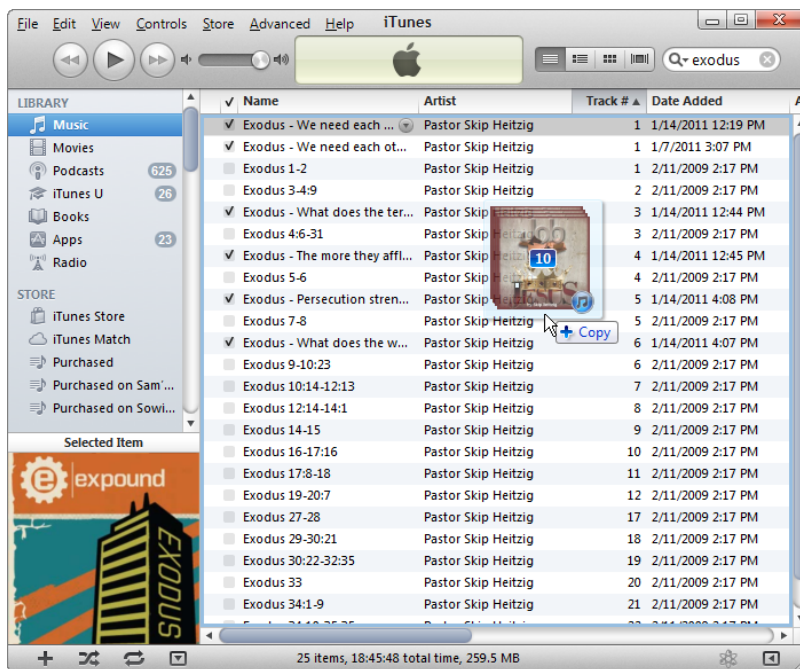 File Edit View Controls Store Advanced Help iTunes
exodus
LIBRARY
Music
Movies
Podcasts 625
iTunes U 26
Books
Apps 23
Radio
STORE
iTunes Store
iTunes Match
Purchased
Purchased on Sam'...
Purchased on Sowi...
Selected Item
expound
EXODUS
Name Artist Track # Date Added
Exodus - We need each ... Pastor Skip Heitzig 1 1/14/2011 12:19 PM
Exodus - We need each ot... Pastor Skip Heitzig 1 1/7/2011 3:07 PM
Exodus 1-2 Pastor Skip Heitzig 1 2/11/2009 2:17 PM
Exodus 3-4:9 Pastor Skip Heitzig 2 2/11/2009 2:17 PM
Exodus - What does the ter... Pastor Skip Heitzig 3 1/14/2011 12:44 PM
Exodus 4:6-31 Pastor Skip Heitzig 3 2/11/2009 2:17 PM
Exodus - The more they affl... Pastor Skip Heitzig 4 1/14/2011 12:45 PM
Exodus 5-6 Pastor Skip Heitzig 4 2/11/2009 2:17 PM
Exodus - Persecution stren... Pastor Skip Heitzig 5 1/14/2011 4:08 PM
Exodus 7-8 Pastor Skip Heitzig 5 2/11/2009 2:17 PM
Exodus - What does the w... Pastor Skip Heitzig 6 1/14/2011 4:07 PM
Exodus 9-10:23 Pastor Skip Heitzig 6 2/11/2009 2:17 PM
Exodus 10:14-12:13 Pastor Skip Heitzig 7 2/11/2009 2:17 PM
Exodus 12:14-14:1 Pastor Skip Heitzig 8 2/11/2009 2:17 PM
Exodus 14-15 Pastor Skip Heitzig 9 2/11/2009 2:17 PM
Exodus 16-17:16 Pastor Skip Heitzig 10 2/11/2009 2:17 PM
Exodus 17:8-18 Pastor Skip Heitzig 11 2/11/2009 2:17 PM
Exodus 19-20:7 Pastor Skip Heitzig 12 2/11/2009 2:17 PM
Exodus 27-28 Pastor Skip Heitzig 17 2/11/2009 2:17 PM
Exodus 29-30:21 Pastor Skip Heitzig 18 2/11/2009 2:17 PM
Exodus 30:22-32:35 Pastor Skip Heitzig 19 2/11/2009 2:17 PM
Exodus 33 Pastor Skip Heitzig 20 2/11/2009 2:17 PM
Exodus 34:1-9 Pastor Skip Heitzig 21 2/11/2009 2:17 PM
Job
10
JESUS
Copy
25 items, 18:45:48 total time, 259.5 MB